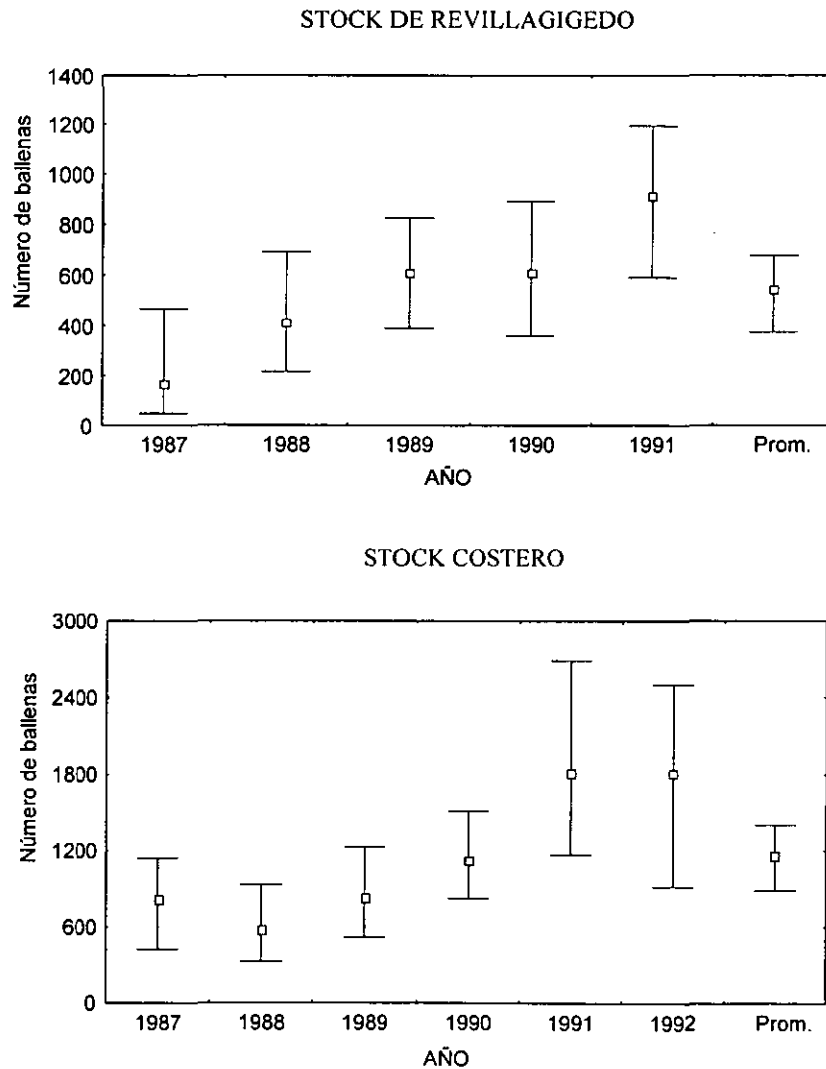 STOCK DE REVILLAGIGEDO
Número de ballenas
1400
1200
1000
800
600
400
200
0
1987 1988 1989 1990 1991 Prom.
AÑO
STOCK COSTERO
Número de ballenas
3000
2400
1800
1200
600
0
1987 1988 1989 1990 1991 1992 Prom.
AÑO